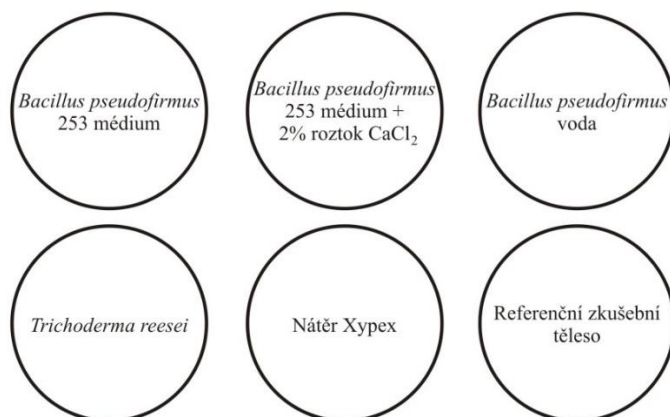 Bacillus pseudofirmus
253 médium
Bacillus pseudofirmus
253 médium +
2% roztok CaCl₂
Bacillus pseudofirmus
voda
Trichoderma reesei
Nátěr Xypex
Referenční zkušební
těleso